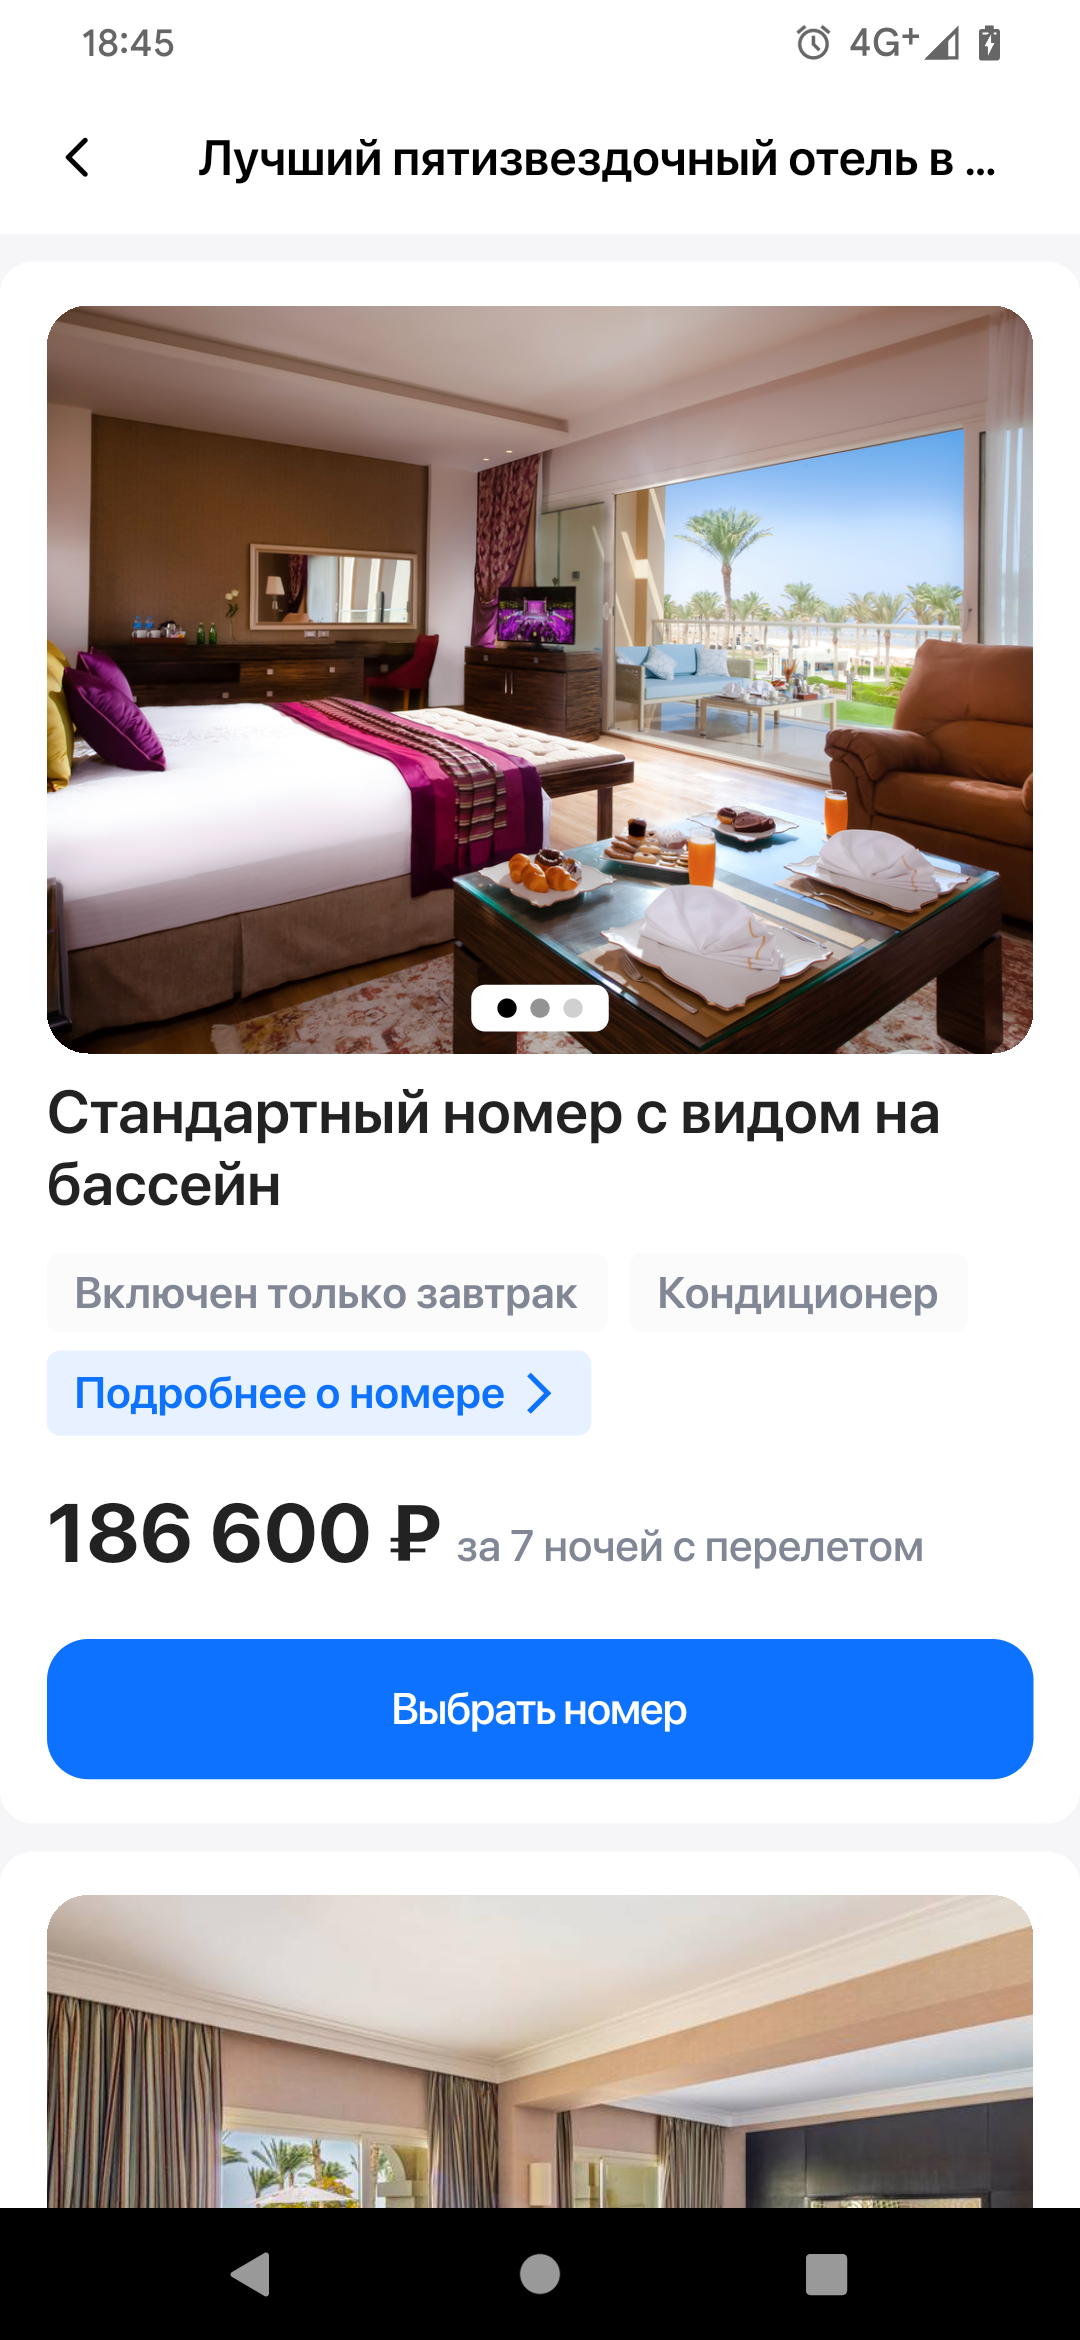 18:45
4G+
Лучший пятизвездочный отель в ...
Стандартный номер с видом на
бассейн
Включен только завтрак
Кондиционер
Подробнее о номере
186 600 ₽ за 7 ночей с перелетом
Выбрать номер